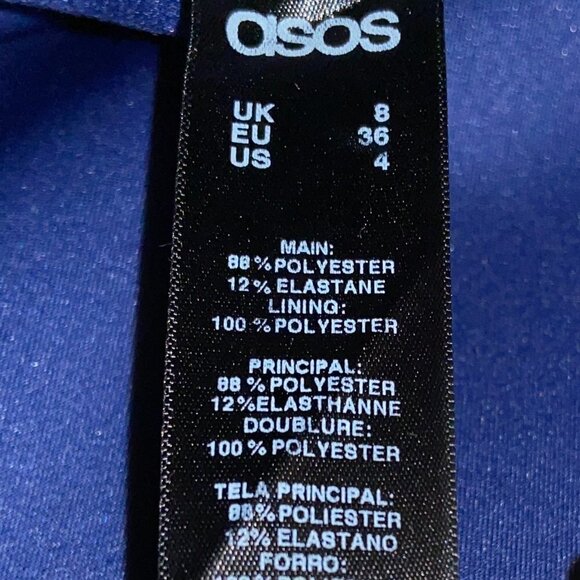 asos
UK 8
EU 36
US 4
MAIN:
88% POLYESTER
12% ELASTANE
LINING:
100% POLYESTER
PRINCIPAL:
88% POLYESTER
12% ELASTHANNE
DOUBLURE:
100% POLYESTER
TELA PRINCIPAL:
88% POLIESTER
12% ELASTANO
FORRO: